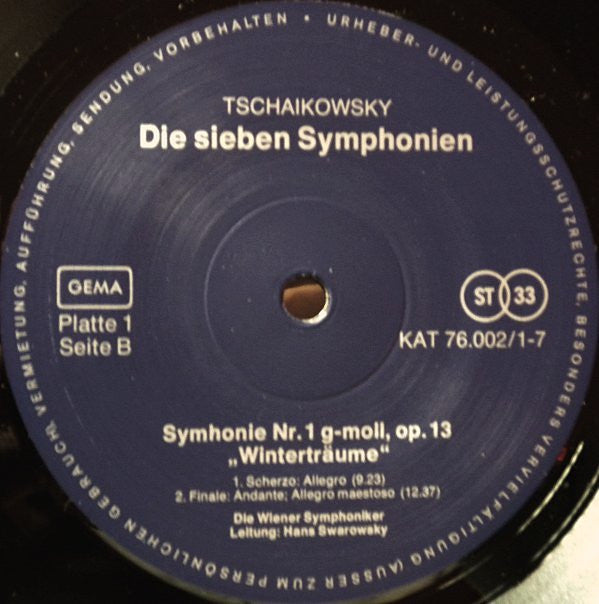 URHEBER- UND LEISTUNGSSCHUTZRECHTE, BESONDERS VERVIELFÄLTIGUNG (AUSSER ZUM PERSÖNLICHEN GEBRAUCH), VERMIETUNG, AUFFÜHRUNG, SENDUNG, VORBEHALTEN •
TSCHAIKOWSKY
Die sieben Symphonien
GEMA
Platte 1
Seite B
ST 33
KAT 76.002/1-7
Symhonie Nr. 1 g-moll, op. 13
„Winterträume“
1. Scherzo: Allegro (9.23)
2. Finale: Andante; Allegro maestoso (12.37)
Die Wiener Symphoniker
Leitung: Hans Swarowsky